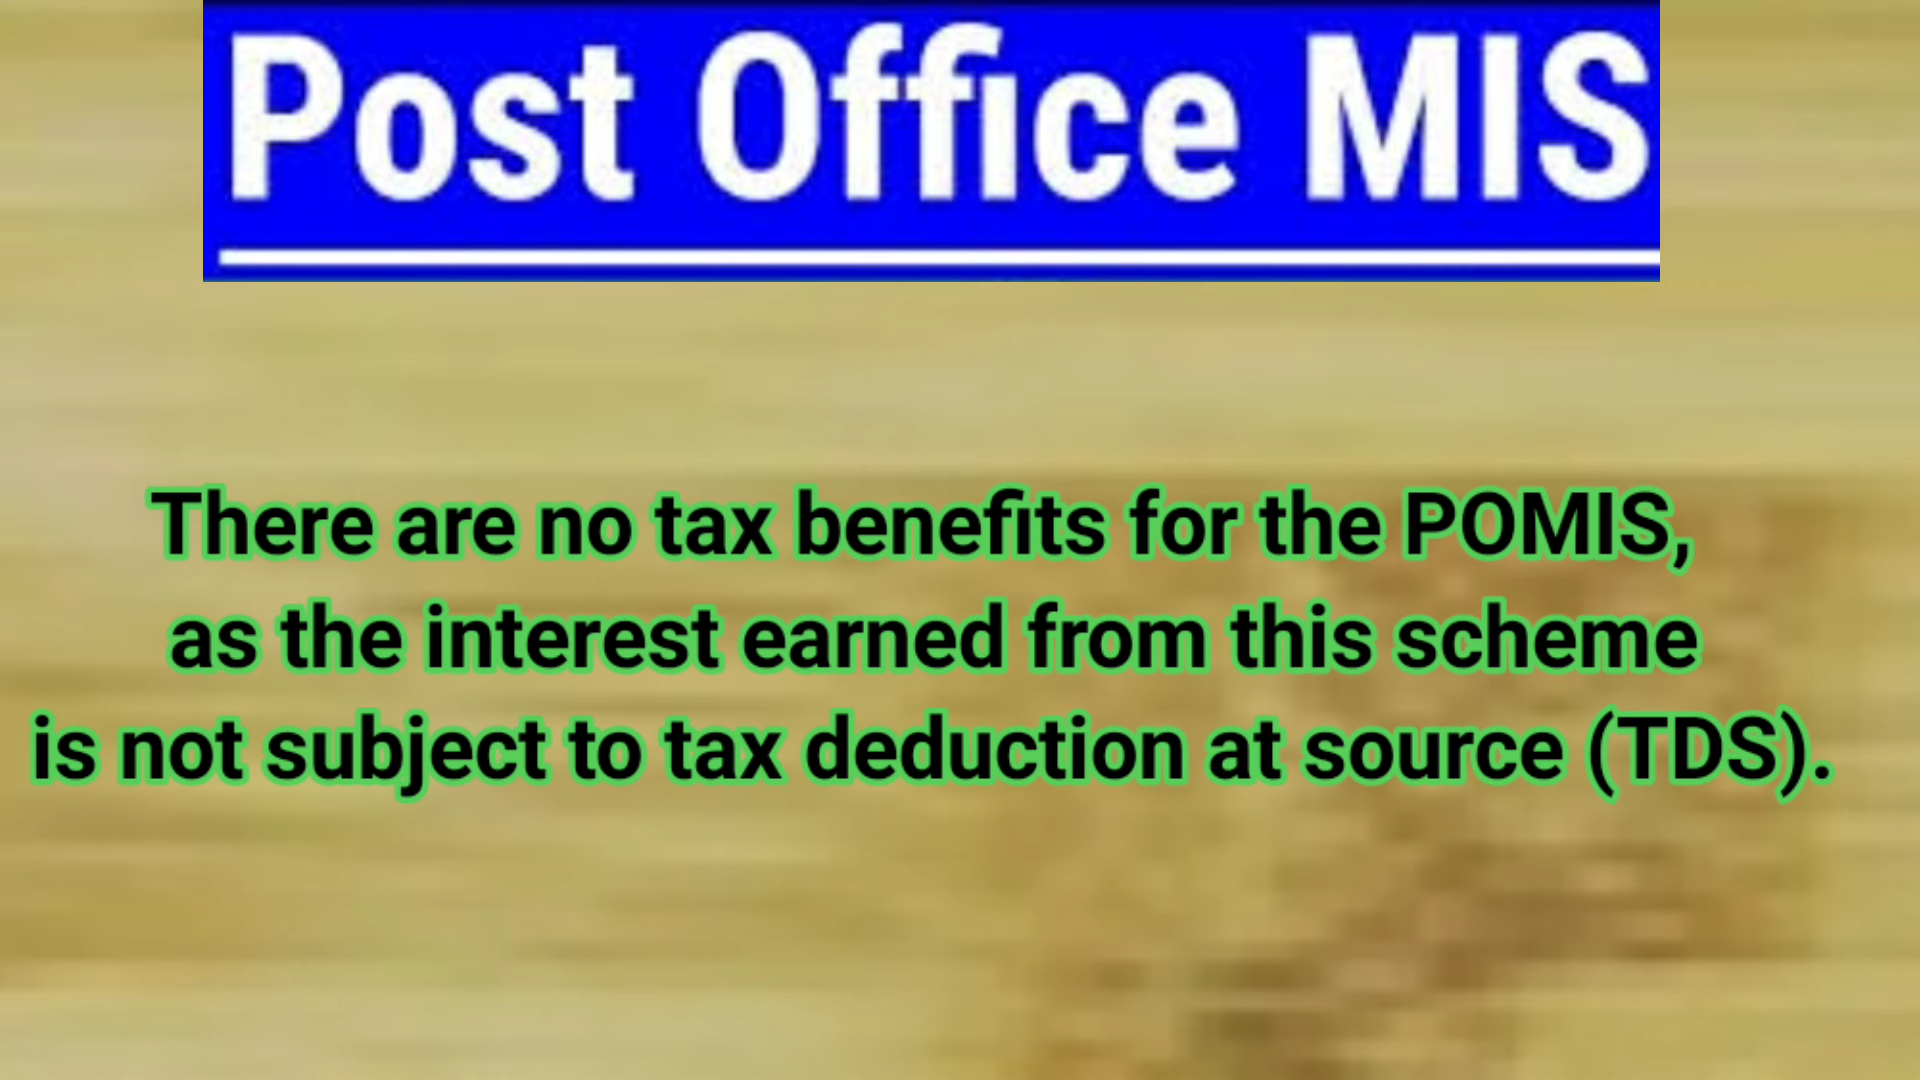 Post Office MIS
There are no tax benefits for the POMIS,
as the interest earned from this scheme
is not subject to tax deduction at source (TDS).